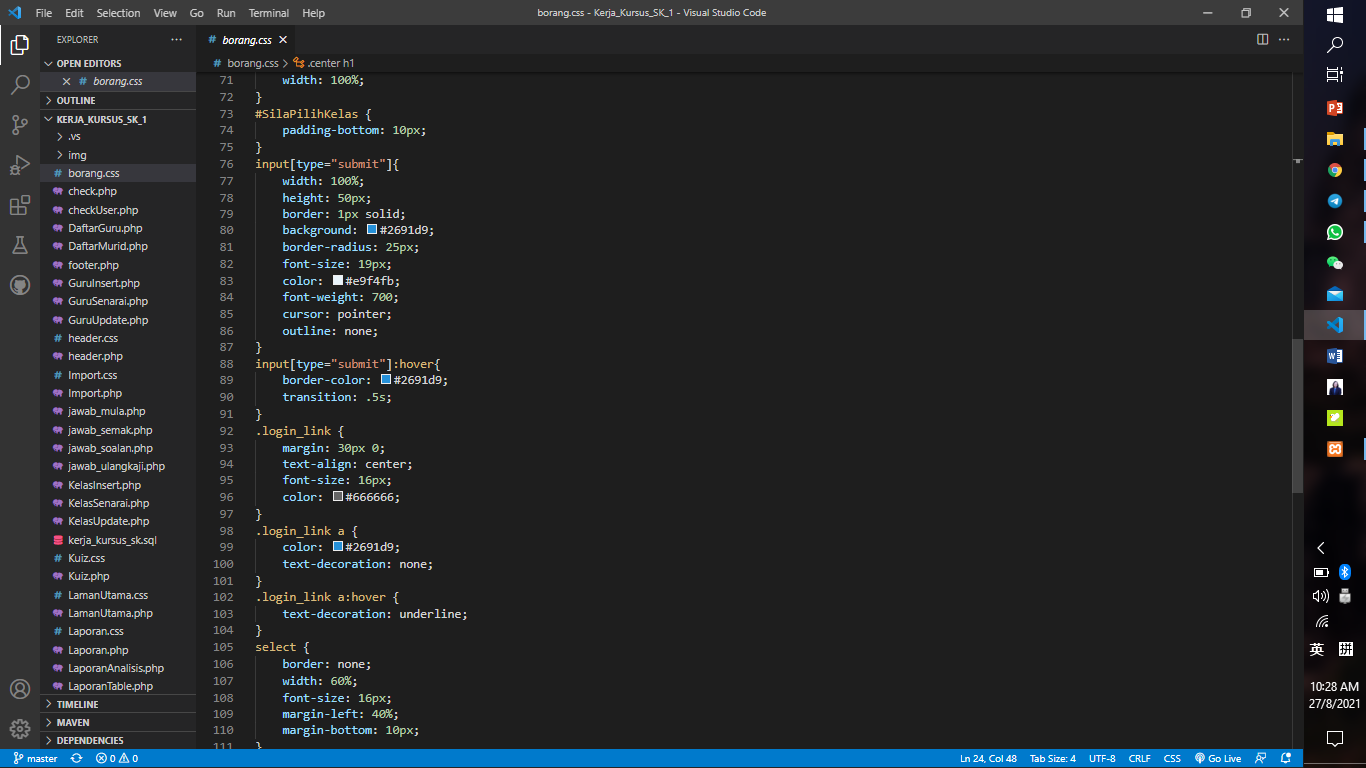 File Edit Selection View Go Run Terminal Help
borang.css - Kerja_Kursus_SK_1 - Visual Studio Code
EXPLORER
OPEN EDITORS
borang.css
OUTLINE
KERJA_KURSUS_SK_1
.vs
img
borang.css
check.php
checkUser.php
DaftarGuru.php
DaftarMurid.php
footer.php
GuruInsert.php
GuruSenarai.php
GuruUpdate.php
header.css
header.php
Import.css
Import.php
jawab_mula.php
jawab_semak.php
jawab_soalan.php
jawab_ulangkaji.php
KelasInsert.php
KelasSenarai.php
KelasUpdate.php
kerja_kursus_sk.sql
Kuiz.css
Kuiz.php
LamanUtama.css
LamanUtama.php
Laporan.css
Laporan.php
LaporanAnalisis.php
LaporanTable.php
TIMELINE
MAVEN
DEPENDENCIES
# borang.css
# borang.css > .center h1
71 width: 100%;
72 }
73 #SilaPilihKelas {
74 padding-bottom: 10px;
75 }
76 input[type="submit"]{
77 width: 100%;
78 height: 50px;
79 border: 1px solid;
80 background: #2691d9;
81 border-radius: 25px;
82 font-size: 19px;
83 color: #e9f4fb;
84 font-weight: 700;
85 cursor: pointer;
86 outline: none;
87 }
88 input[type="submit"]:hover{
89 border-color: #2691d9;
90 transition: .5s;
91 }
92 .login_link {
93 margin: 30px 0;
94 text-align: center;
95 font-size: 16px;
96 color: #666666;
97 }
98 .login_link a {
99 color: #2691d9;
100 text-decoration: none;
101 }
102 .login_link a:hover {
103 text-decoration: underline;
104 }
105 select {
106 border: none;
107 width: 60%;
108 font-size: 16px;
109 margin-left: 40%;
110 margin-bottom: 10px;
111 }
master
0 0
Ln 24, Col 48 Tab Size: 4 UTF-8 CRLF CSS Go Live
英 拼
10:28 AM
27/8/2021